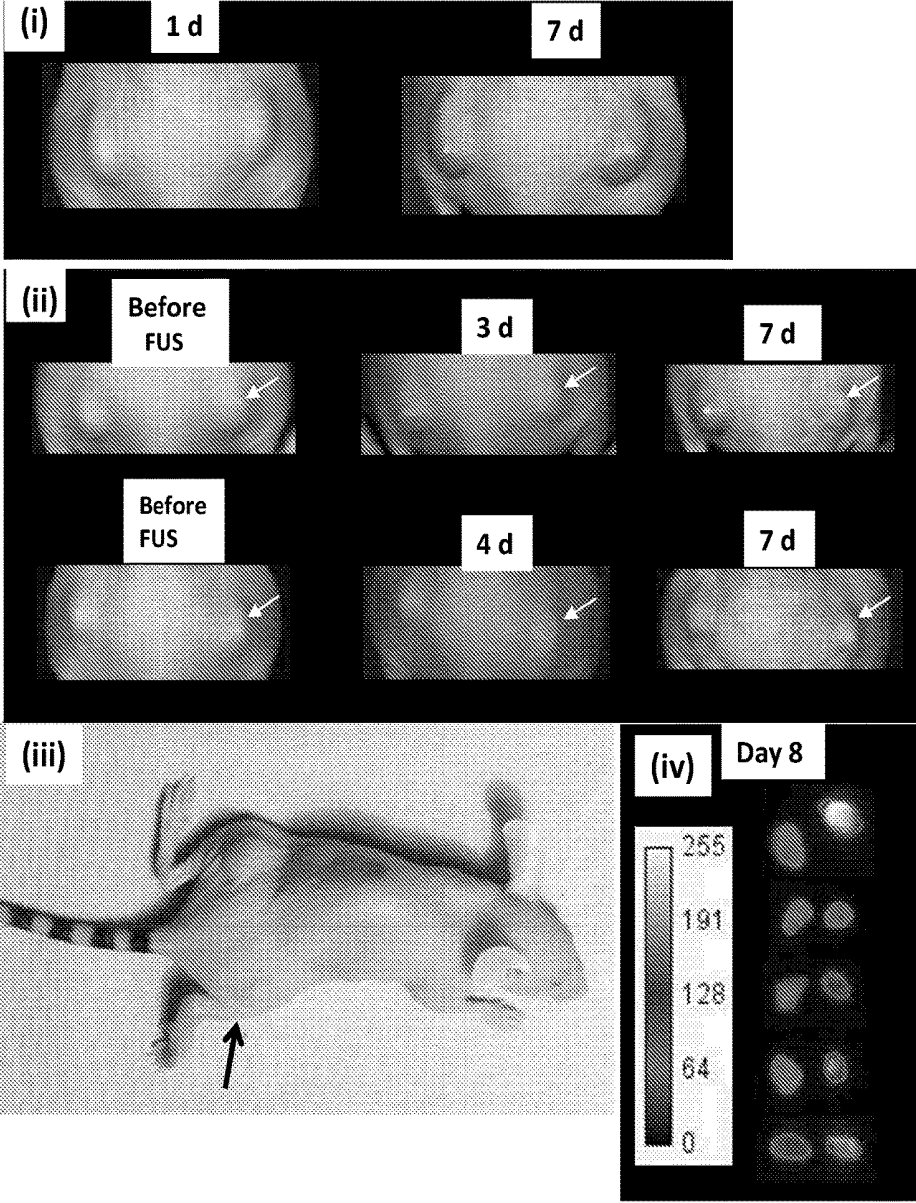 (i)
1 d
7 d
(ii)
Before
FUS
3 d
7 d
Before
FUS
4 d
7 d
(iii)
(iv)
Day 8
255
191
128
64
0